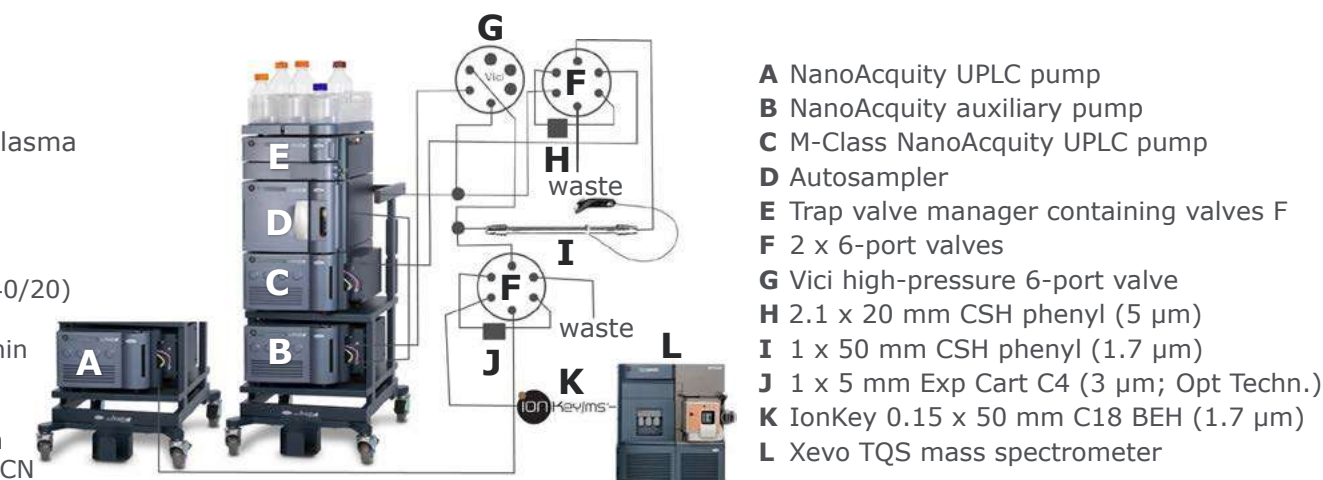 lasma
0/20)
nin
n
CN
G
Vici
F
E
H
waste
D
I
C
F
waste
A
B
J
K
L
ionKey/ms
A NanoAcquity UPLC pump
B NanoAcquity auxiliary pump
C M-Class NanoAcquity UPLC pump
D Autosampler
E Trap valve manager containing valves F
F 2 x 6-port valves
G Vici high-pressure 6-port valve
H 2.1 x 20 mm CSH phenyl (5 µm)
I 1 x 50 mm CSH phenyl (1.7 µm)
J 1 x 5 mm Exp Cart C4 (3 µm; Opt Techn.)
K IonKey 0.15 x 50 mm C18 BEH (1.7 µm)
L Xevo TQS mass spectrometer